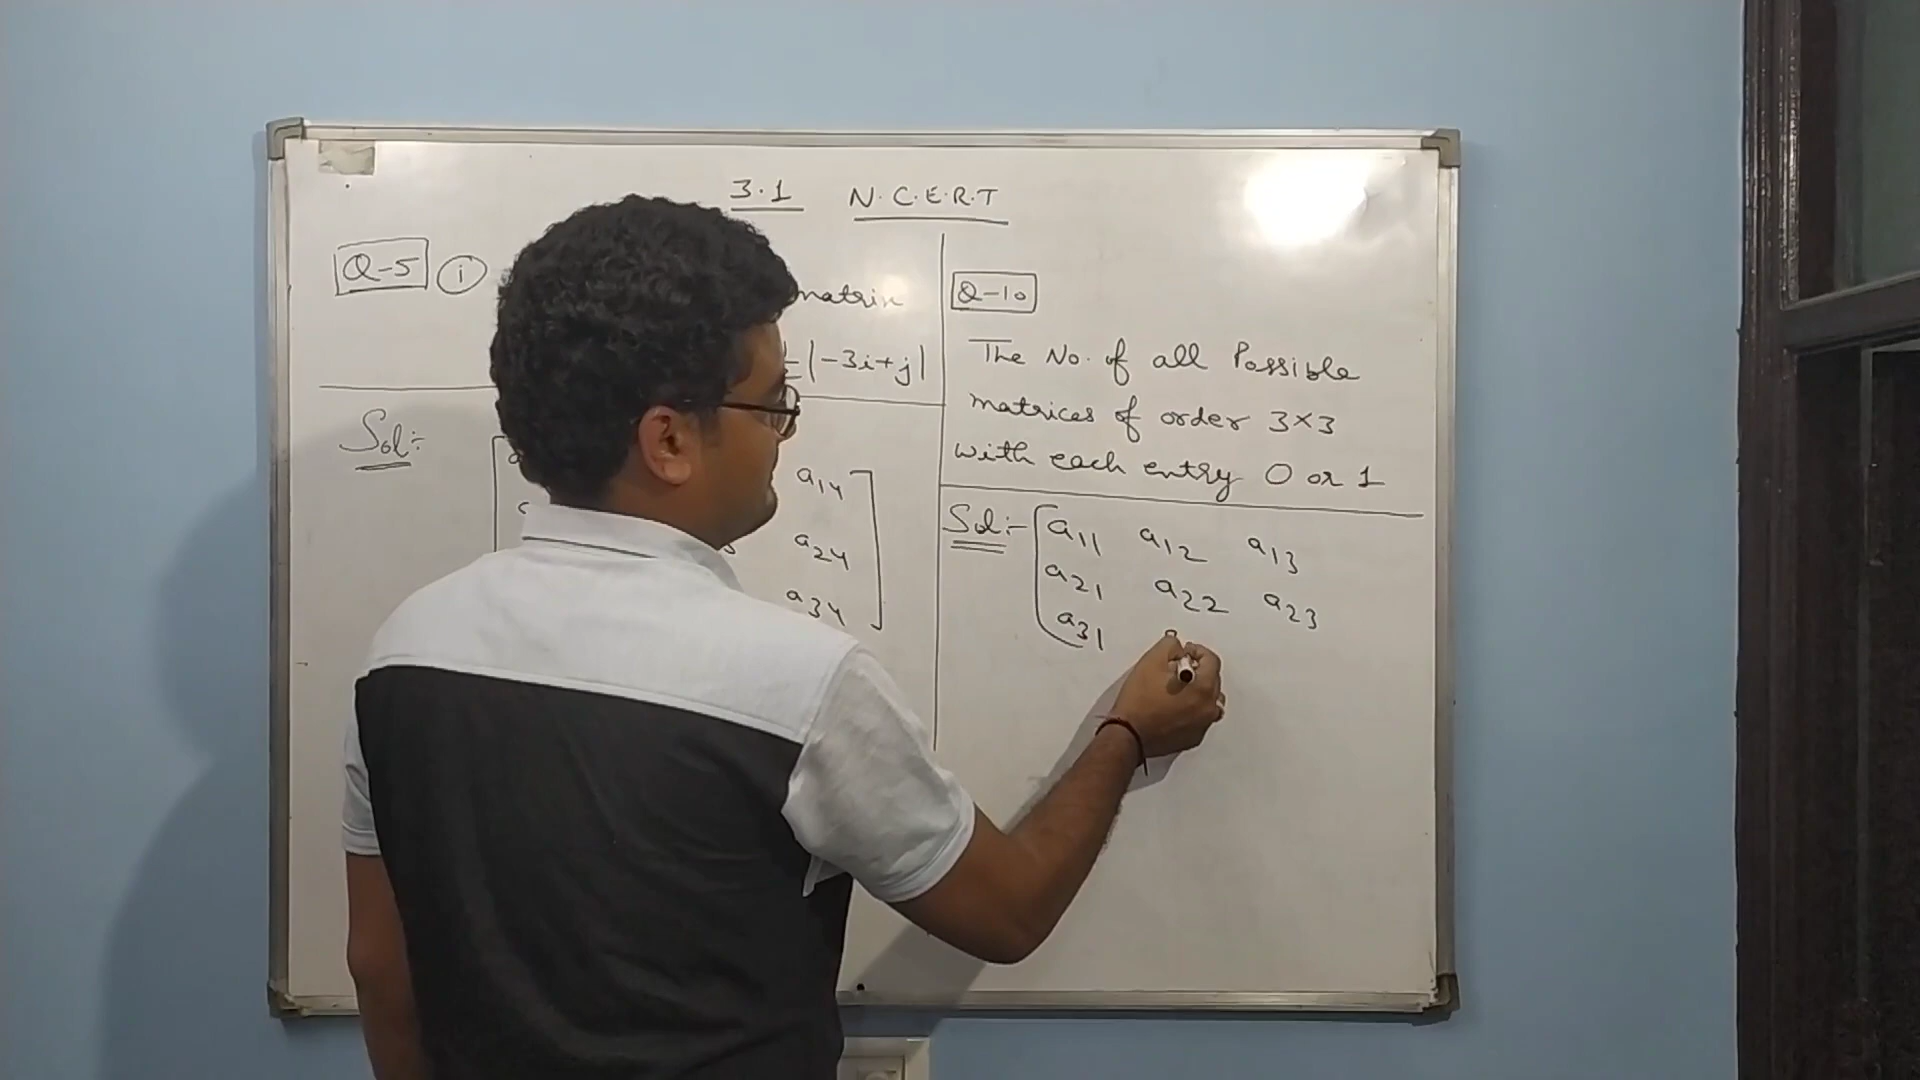 3.1 N.C.E.R.T
Q-5 i
matrix
= |-3i+j|
Sol:-
a14
a24
a34
Q-10
The No. of all Possible
matrices of order 3×3
with each entry 0 or 1
Sol:- a11 a12 a13
a21 a22 a23
a31